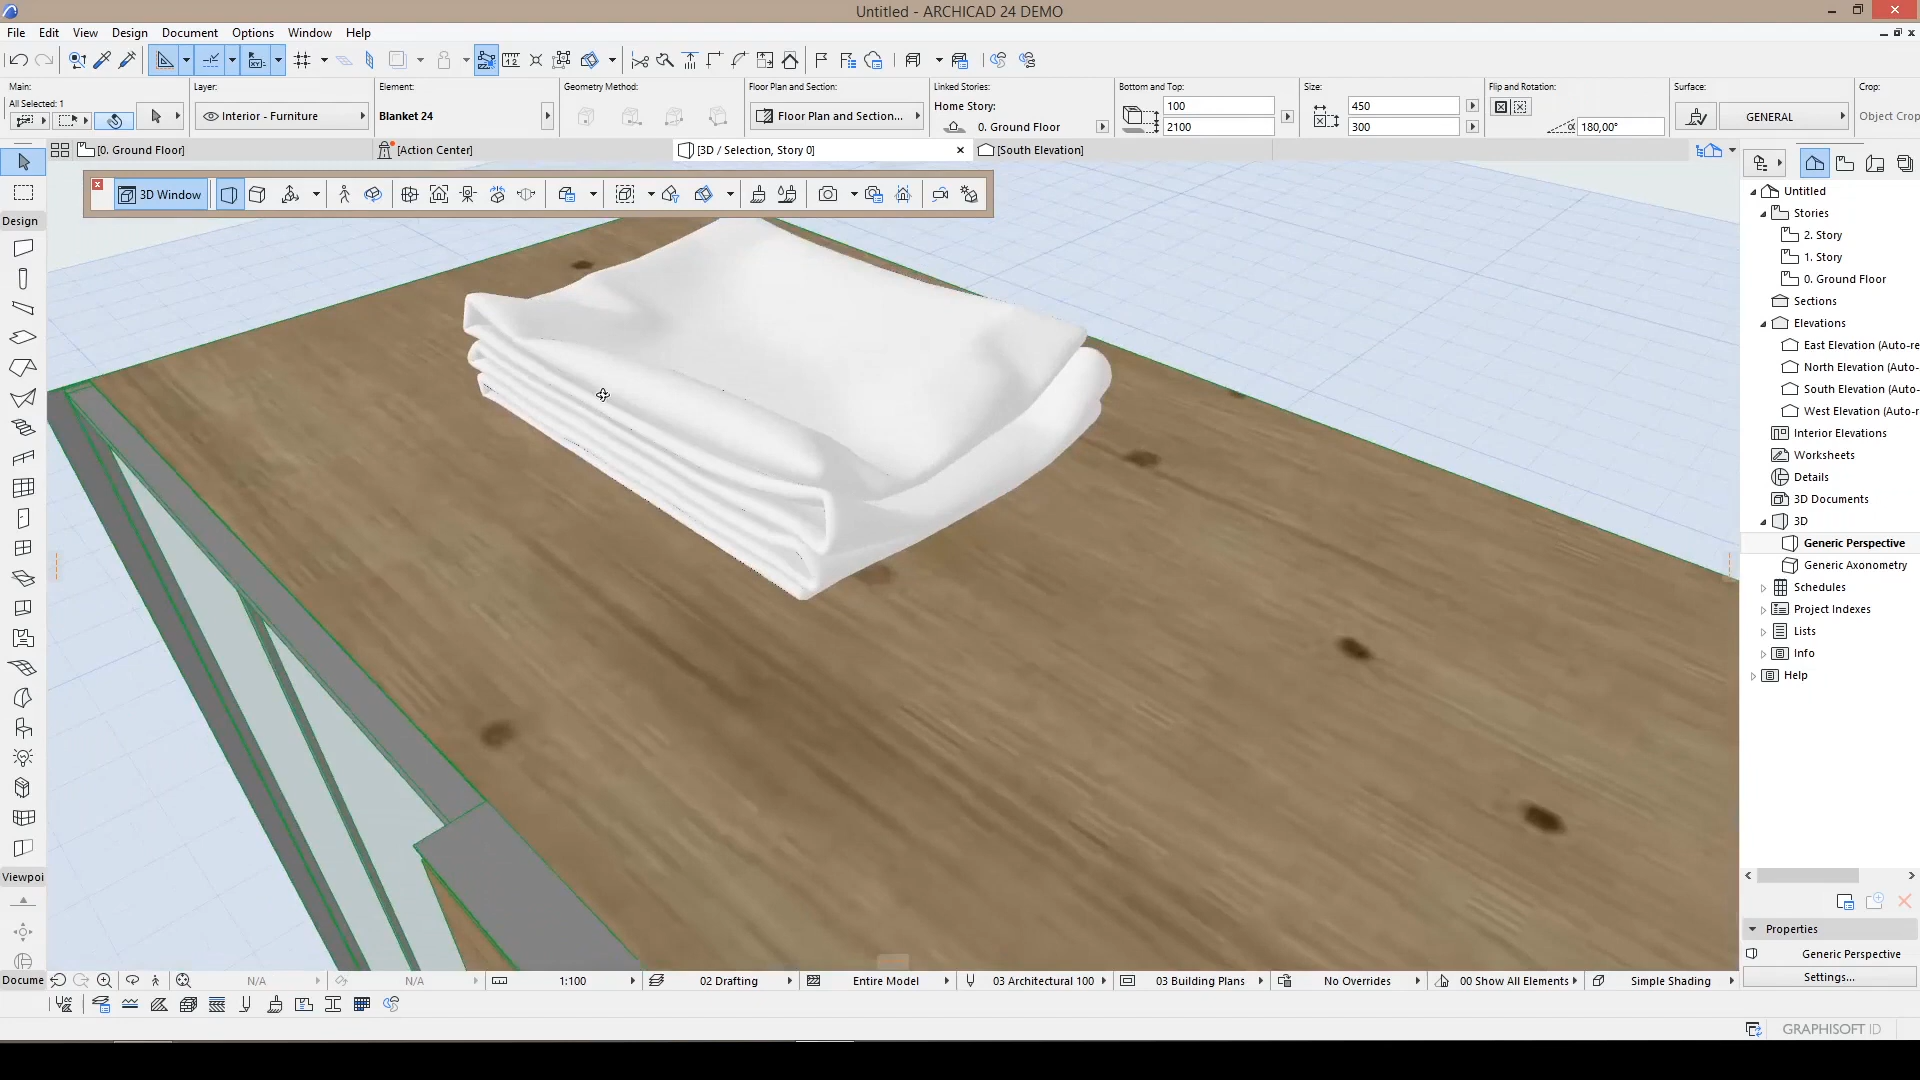 Untitled - ARCHICAD 24 DEMO
File Edit View Design Document Options Window Help
Main:
All Selected: 1
Layer:
Interior - Furniture
Element:
Blanket 24
Geometry Method:
Floor Plan and Section:
Floor Plan and Section...
Linked Stories:
Home Story:
0. Ground Floor
Bottom and Top:
100
2100
Size:
450
300
Flip and Rotation:
180,00°
Surface:
GENERAL
Crop:
Object Crop
[0. Ground Floor]
[Action Center]
[3D / Selection, Story 0]
[South Elevation]
3D Window
Design
Viewpoi
Docume
Untitled
Stories
2. Story
1. Story
0. Ground Floor
Sections
Elevations
East Elevation (Auto-re
North Elevation (Auto-
South Elevation (Auto-r
West Elevation (Auto-r
Interior Elevations
Worksheets
Details
3D Documents
3D
Generic Perspective
Generic Axonometry
Schedules
Project Indexes
Lists
Info
Help
Properties
Generic Perspective
Settings...
N/A
N/A
1:100
02 Drafting
Entire Model
03 Architectural 100
03 Building Plans
No Overrides
00 Show All Elements
Simple Shading
GRAPHISOFT ID